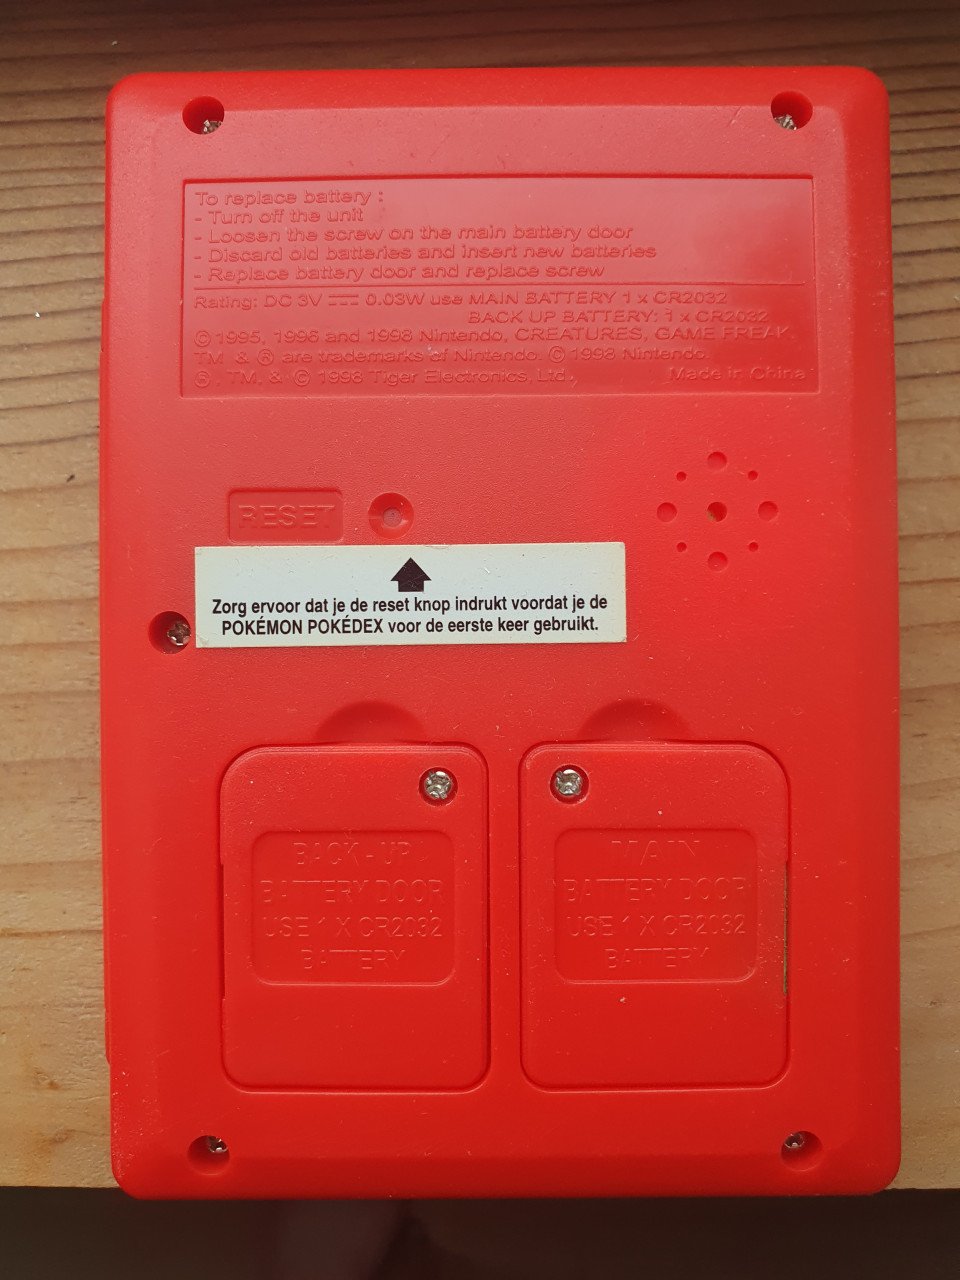 To replace battery :
- Turn off the unit
- Loosen the screw on the main battery door
- Discard old batteries and insert new batteries
- Replace battery door and replace screw
Rating: DC 3V ⎓ 0.03W use MAIN BATTERY 1 x CR2032
BACK UP BATTERY: 1 x CR2032
© 1995, 1996 and 1998 Nintendo, CREATURES, GAME FREAK.
TM & ® are trademarks of Nintendo. © 1998 Nintendo.
®, TM, & © 1998 Tiger Electronics, Ltd. Made in China
RESET
Zorg ervoor dat je de reset knop indrukt voordat je de
POKÉMON POKÉDEX voor de eerste keer gebruikt.
BACK-UP
BATTERY DOOR
USE 1 X CR2032
BATTERY
MAIN
BATTERY DOOR
USE 1 X CR2032
BATTERY